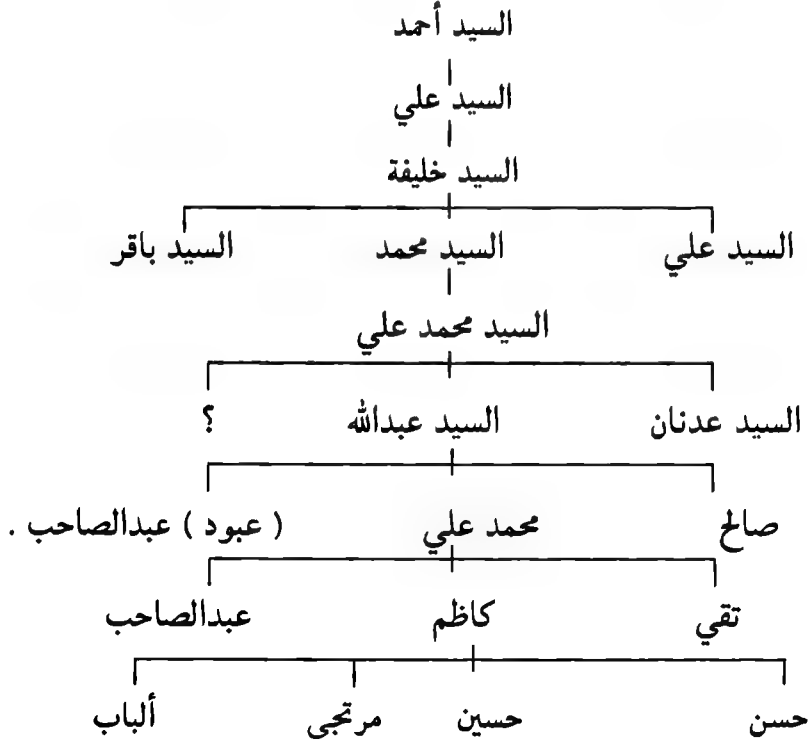 السيد أحمد
السيد علي
السيد خليفة
السيد علي السيد محمد السيد باقر
السيد محمد علي
السيد عدنان السيد عبدالله ؟
صالح محمد علي ( عبود ) عبدالصاحب .
تقي كاظم عبدالصاحب
حسن حسين مرتجى ألباب